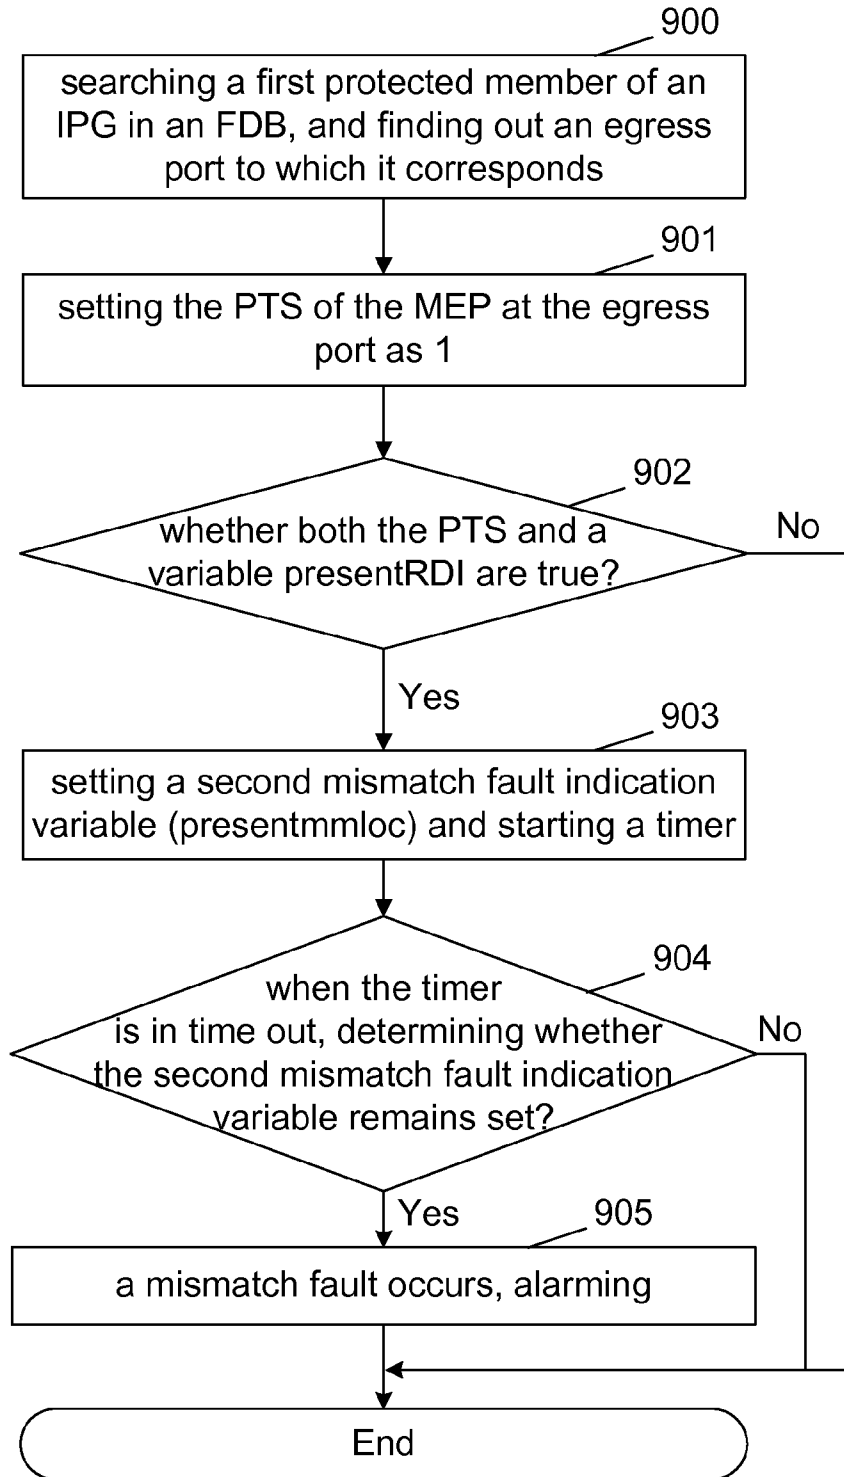 900
searching a first protected member of an
IPG in an FDB, and finding out an egress
port to which it corresponds
901
setting the PTS of the MEP at the egress
port as 1
902
whether both the PTS and a
variable presentRDI are true?
No
Yes
903
setting a second mismatch fault indication
variable (presentmmloc) and starting a timer
904
when the timer
is in time out, determining whether
the second mismatch fault indication
variable remains set?
No
Yes
905
a mismatch fault occurs, alarming
End